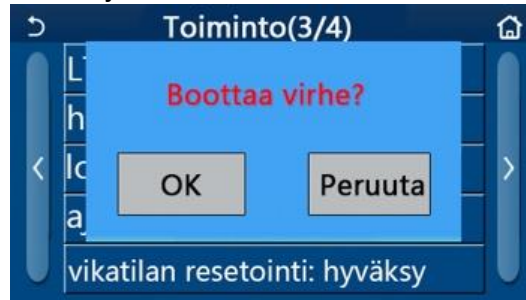 Toiminto(3/4)
Boottaa virhe?
OK
Peruuta
vikatilan resetointi: hyväksy